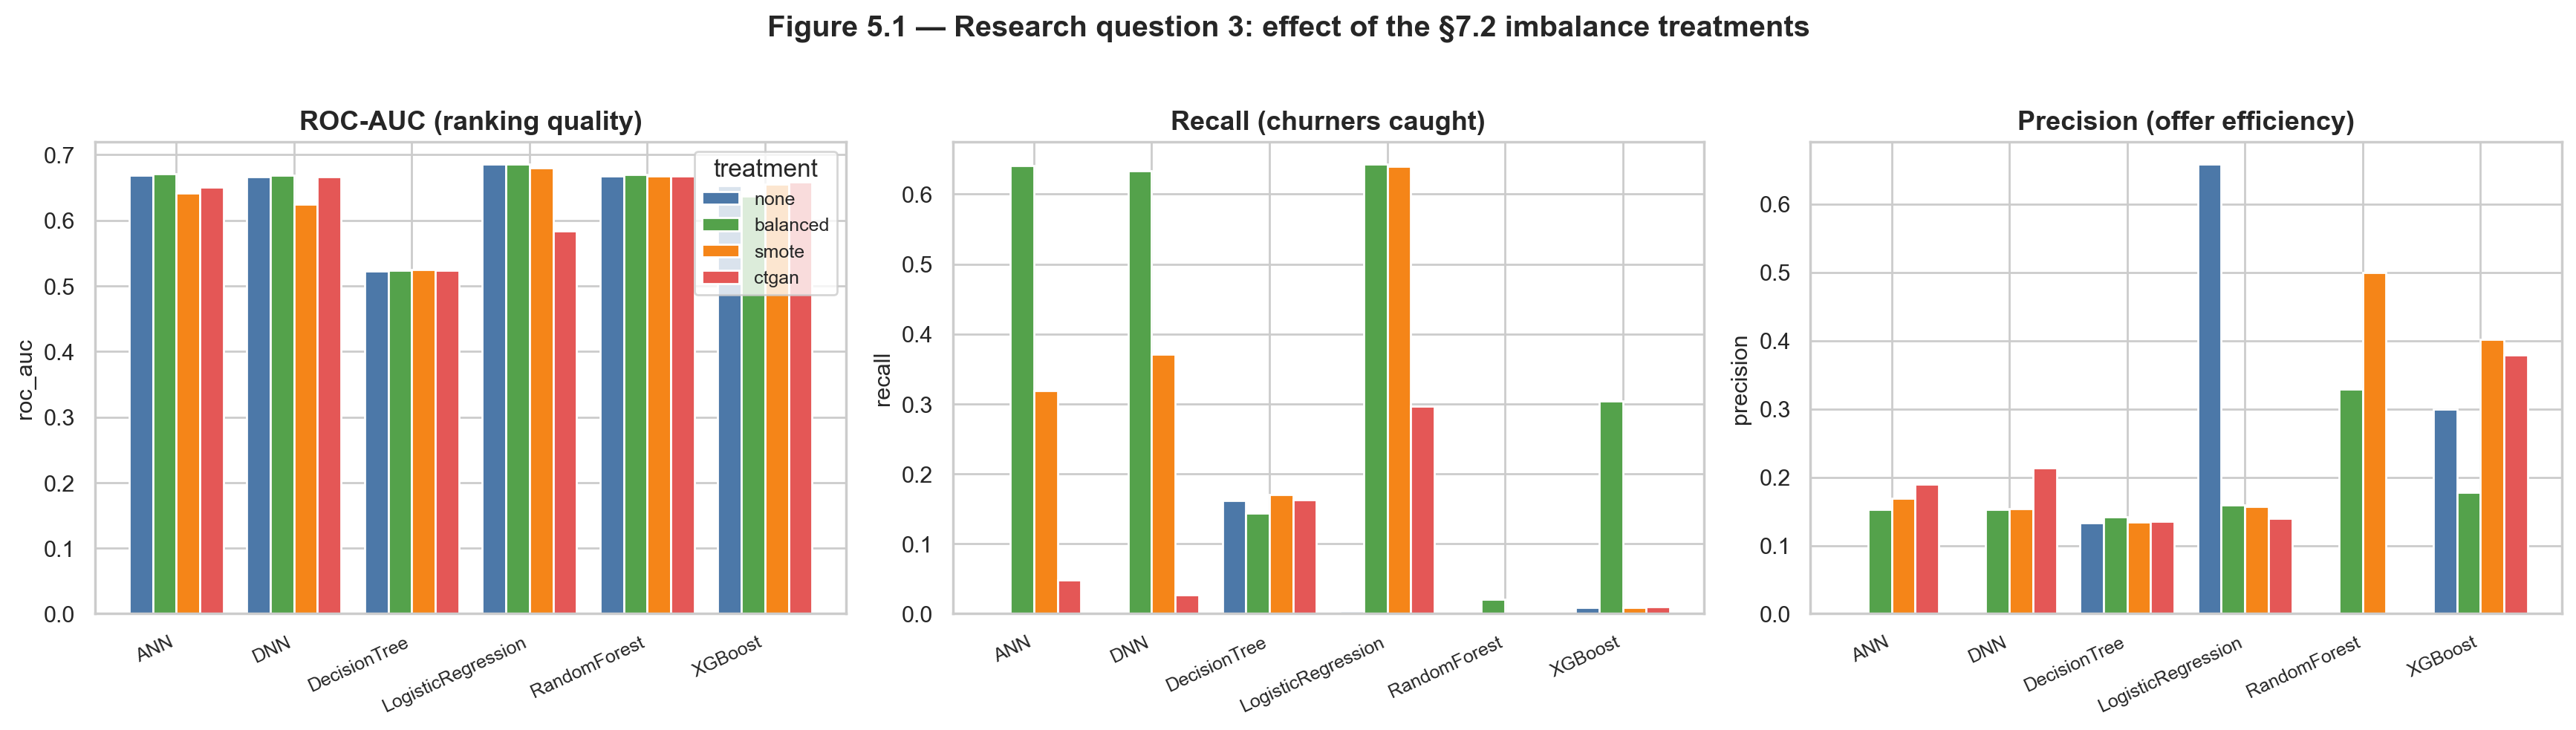 Figure 5.1 — Research question 3: effect of the §7.2 imbalance treatments
ROC-AUC (ranking quality)
roc_auc
0.7
0.6
0.5
0.4
0.3
0.2
0.1
0.0
treatment
none
balanced
smote
ctgan
ANN
DNN
DecisionTree
LogisticRegression
RandomForest
XGBoost
Recall (churners caught)
recall
0.6
0.5
0.4
0.3
0.2
0.1
0.0
ANN
DNN
DecisionTree
LogisticRegression
RandomForest
XGBoost
Precision (offer efficiency)
precision
0.6
0.5
0.4
0.3
0.2
0.1
0.0
ANN
DNN
DecisionTree
LogisticRegression
RandomForest
XGBoost